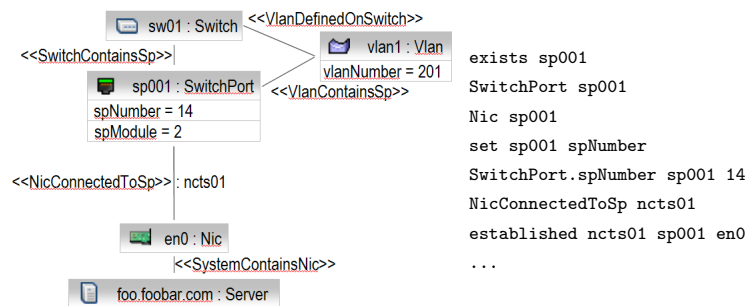 sw01 : Switch
<<VlanDefinedOnSwitch>>
<<SwitchContainsSp>>
vlan1 : Vlan
vlanNumber = 201
sp001 : SwitchPort
<<VlanContainsSp>>
spNumber = 14
spModule = 2
<<NicConnectedToSp>> : ncts01
en0 : Nic
<<SystemContainsNic>>
foo.foobar.com : Server
exists sp001
SwitchPort sp001
Nic sp001
set sp001 spNumber
SwitchPort.spNumber sp001 14
NicConnectedToSp ncts01
established ncts01 sp001 en0
...